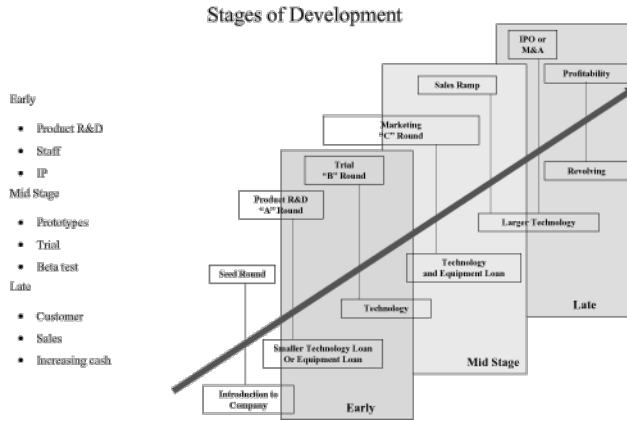 Stages of Development
Early
• Product R&D
• Staff
• IP
Mid Stage
• Prototypes
• Trial
• Beta test
Late
• Customer
• Sales
• Increasing cash
IPO or
M&A
Profitability
Sales Ramp
Marketing
“C” Round
Trial
“B” Round
Product R&D
“A” Round
Seed Round
Revolving
Larger Technology
Technology
and Equipment Loan
Technology
Smaller Technology Loan
Or Equipment Loan
Introduction to
Company
Early
Mid Stage
Late